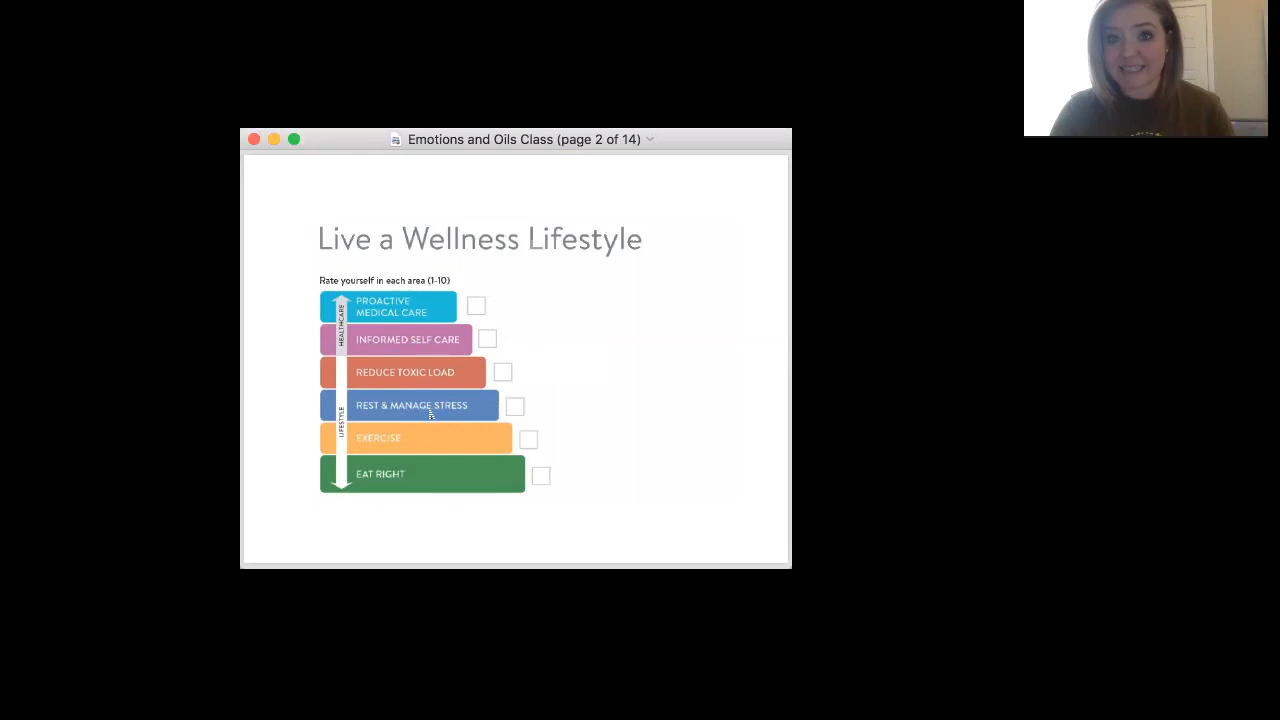 Emotions and Oils Class (page 2 of 14)
Live a Wellness Lifestyle
Rate yourself in each area (1-10)
HEALTHCARE
PROACTIVE
MEDICAL CARE
INFORMED SELF CARE
REDUCE TOXIC LOAD
LIFESTYLE
REST & MANAGE STRESS
EXERCISE
EAT RIGHT